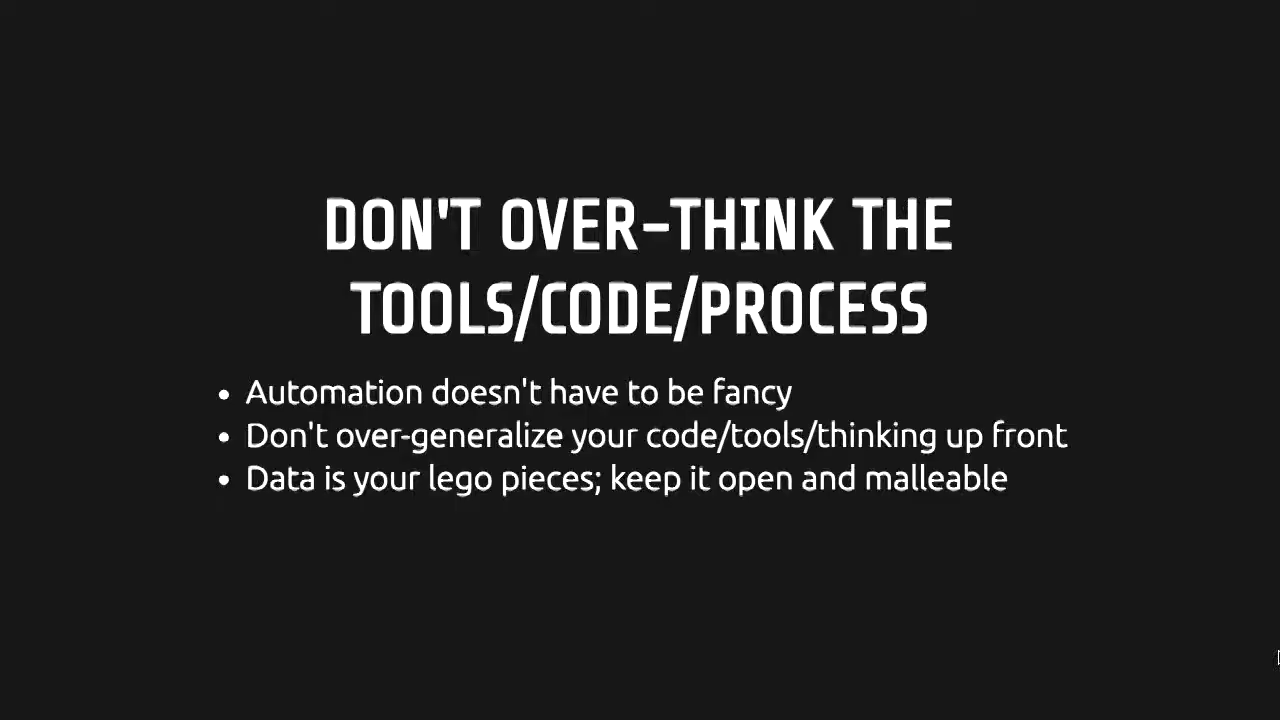 DON'T OVER-THINK THE
TOOLS/CODE/PROCESS
• Automation doesn't have to be fancy
• Don't over-generalize your code/tools/thinking up front
• Data is your lego pieces; keep it open and malleable